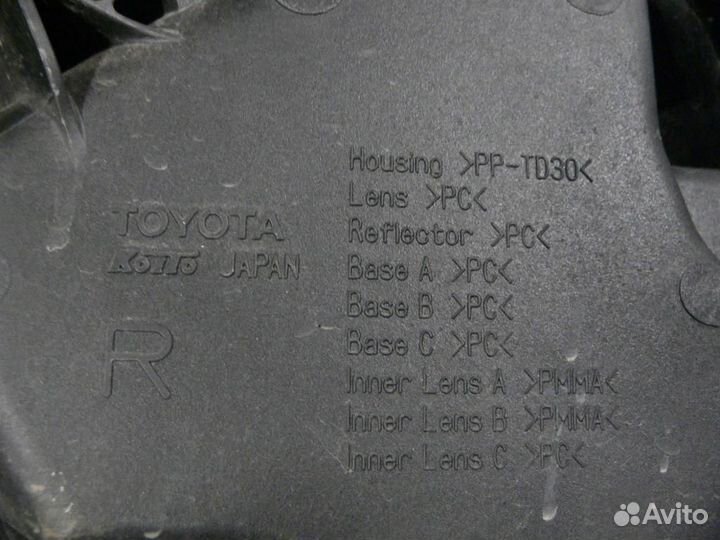 Housing >PP-TD30<
Lens >PC<
Reflector >PC<
Base A >PC<
Base B >PC<
Base C >PC<
Inner Lens A >PMMA<
Inner Lens B >PMMA<
Inner Lens C >PC<
TOYOTA
KOITO JAPAN
R
Avito